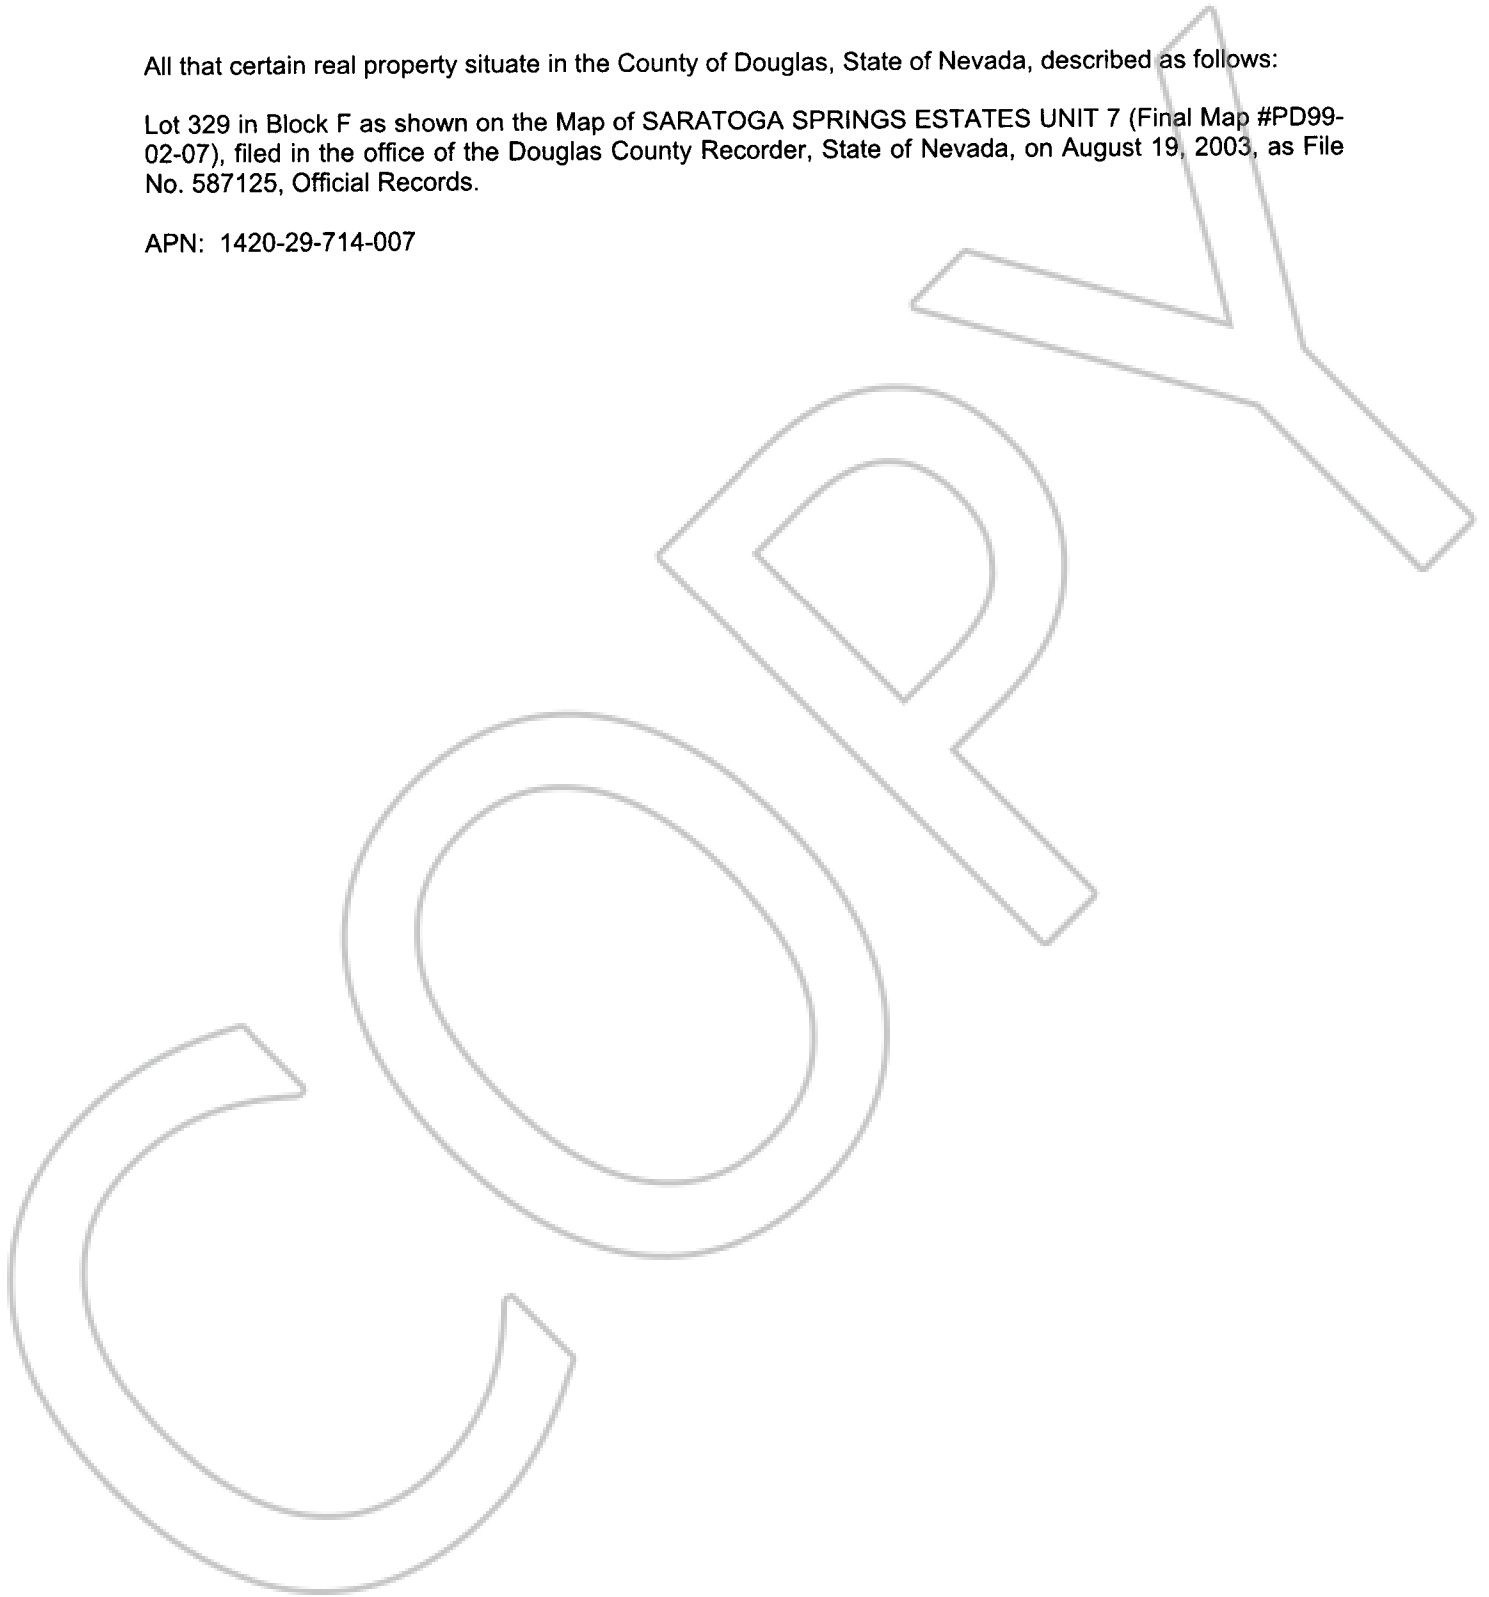 All that certain real property situate in the County of Douglas, State of Nevada, described as follows:
Lot 329 in Block F as shown on the Map of SARATOGA SPRINGS ESTATES UNIT 7 (Final Map #PD99-
02-07), filed in the office of the Douglas County Recorder, State of Nevada, on August 19, 2003, as File
No. 587125, Official Records.
APN: 1420-29-714-007
COPY